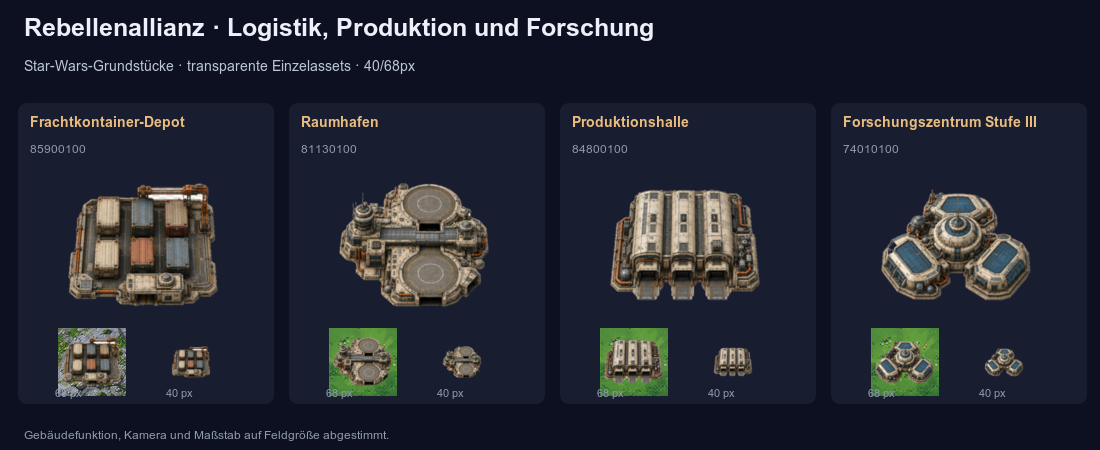 Rebellenallianz · Logistik, Produktion und Forschung
Star-Wars-Grundstücke · transparente Einzelassets · 40/68px
Frachtkontainer-Depot
85900100
68 px
40 px
Raumhafen
81130100
68 px
40 px
Produktionshalle
84800100
68 px
40 px
Forschungszentrum Stufe III
74010100
68 px
40 px
Gebäudefunktion, Kamera und Maßstab auf Feldgröße abgestimmt.